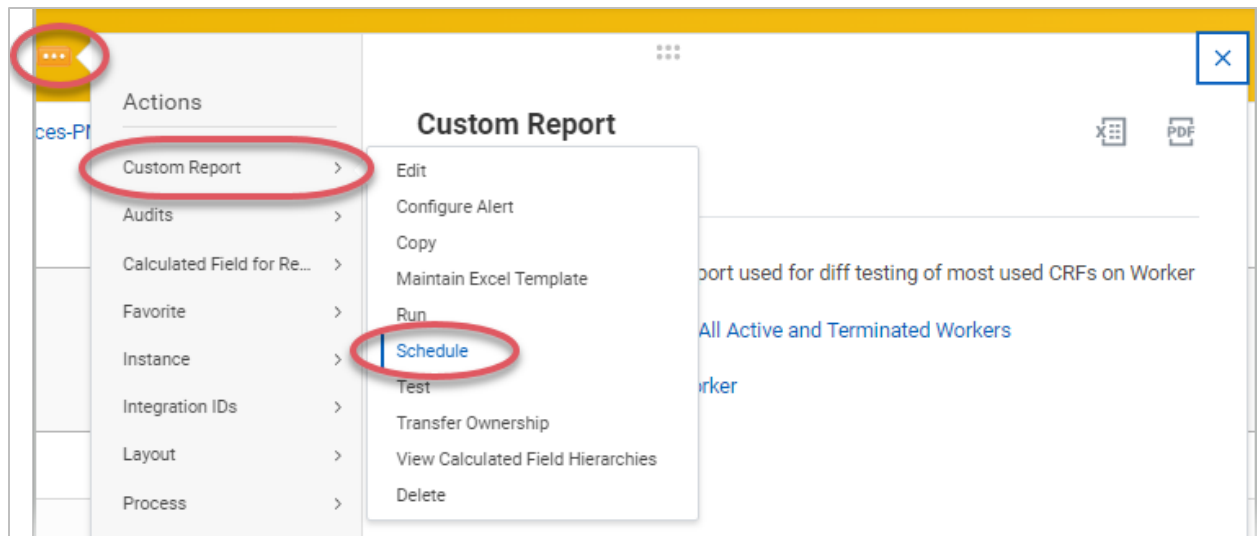 Actions
Custom Report
Audits
Calculated Field for Re...
Favorite
Instance
Integration IDs
Layout
Process
Edit
Configure Alert
Copy
Maintain Excel Template
Run
Schedule
Test
Transfer Ownership
View Calculated Field Hierarchies
Delete
Custom Report
X
PDF
port used for diff testing of most used CRFs on Worker
All Active and Terminated Workers
orker
ces-PM